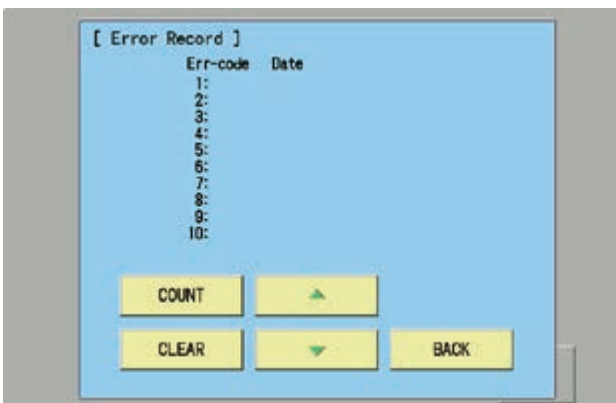 [ Error Record ]
Err-code Date
1:
2:
3:
4:
5:
6:
7:
8:
9:
10:
COUNT
CLEAR BACK